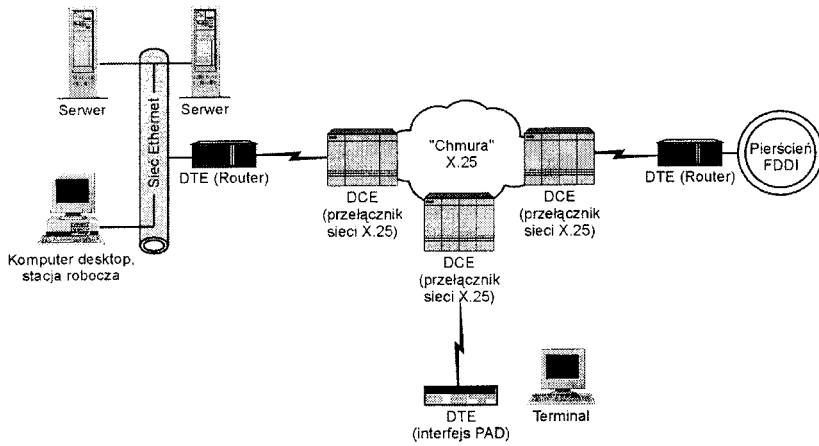 Serwer
Serwer
Sieć Ethernet
DTE (Router)
"Chmura"
X.25
DCE
(przełącznik
sieci X.25)
DCE
(przełącznik
sieci X.25)
DCE
(przełącznik
sieci X.25)
DTE (Router)
Pierścień
FDDI
Komputer desktop,
stacja robocza
DTE
(interfejs PAD)
Terminal